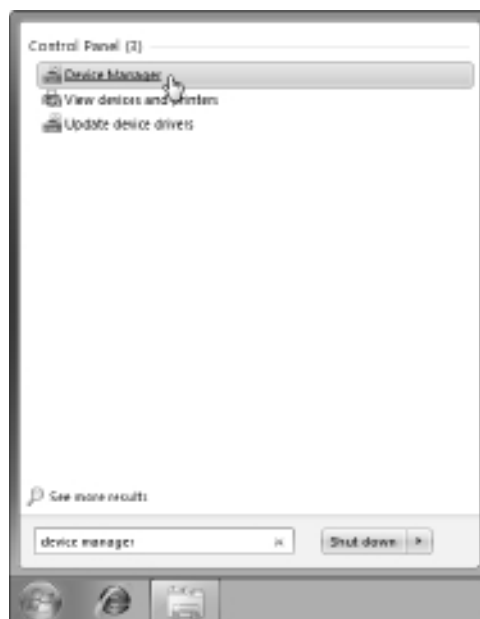 Control Panel (3)
Device Manager
View devices and printers
Update device drivers
See more results
device manager
Shut down